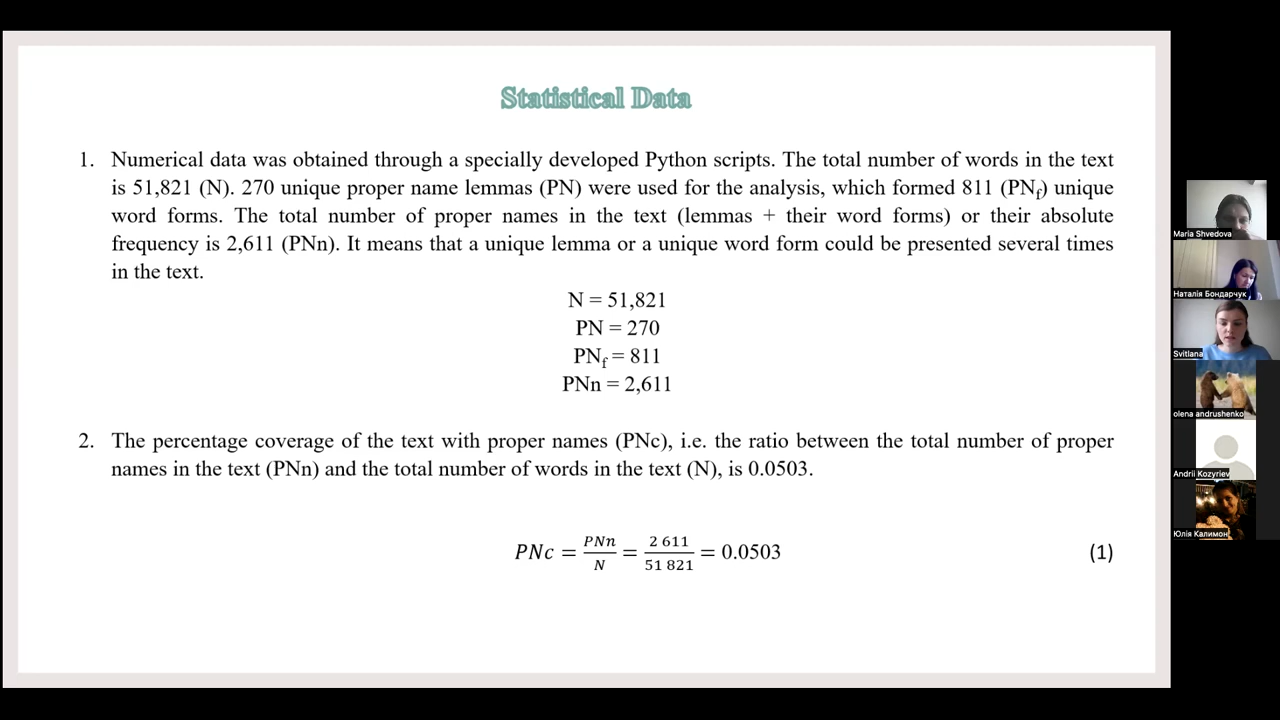 Statistical Data
1. Numerical data was obtained through a specially developed Python scripts. The total number of words in the text
is 51,821 (N). 270 unique proper name lemmas (PN) were used for the analysis, which formed 811 (PNf) unique
word forms. The total number of proper names in the text (lemmas + their word forms) or their absolute
frequency is 2,611 (PNn). It means that a unique lemma or a unique word form could be presented several times
in the text.
N = 51,821
PN = 270
PNf = 811
PNn = 2,611
2. The percentage coverage of the text with proper names (PNc), i.e. the ratio between the total number of proper
names in the text (PNn) and the total number of words in the text (N), is 0.0503.
PNc = PNn/N = 2 611/51 821 = 0.0503 (1)
Maria Shvedova
Наталія Бондарчук
Svitlana
olena andrushenko
Andrii Kozyriev
Юлія Калимон